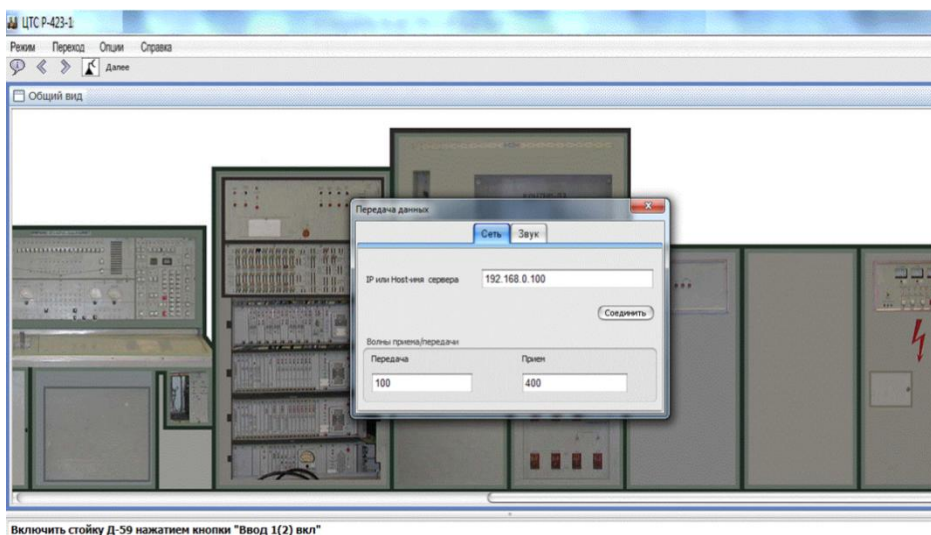 ЦТС Р-423-1
Режим Переход Опции Справка
Далее
Общий вид
Передача данных
Сеть Звук
IP или Host-имя сервера 192.168.0.100
Соединить
Волны приема/передачи
Передача Прием
100 400
Включить стойку Д-59 нажатием кнопки "Ввод 1(2) вкл"